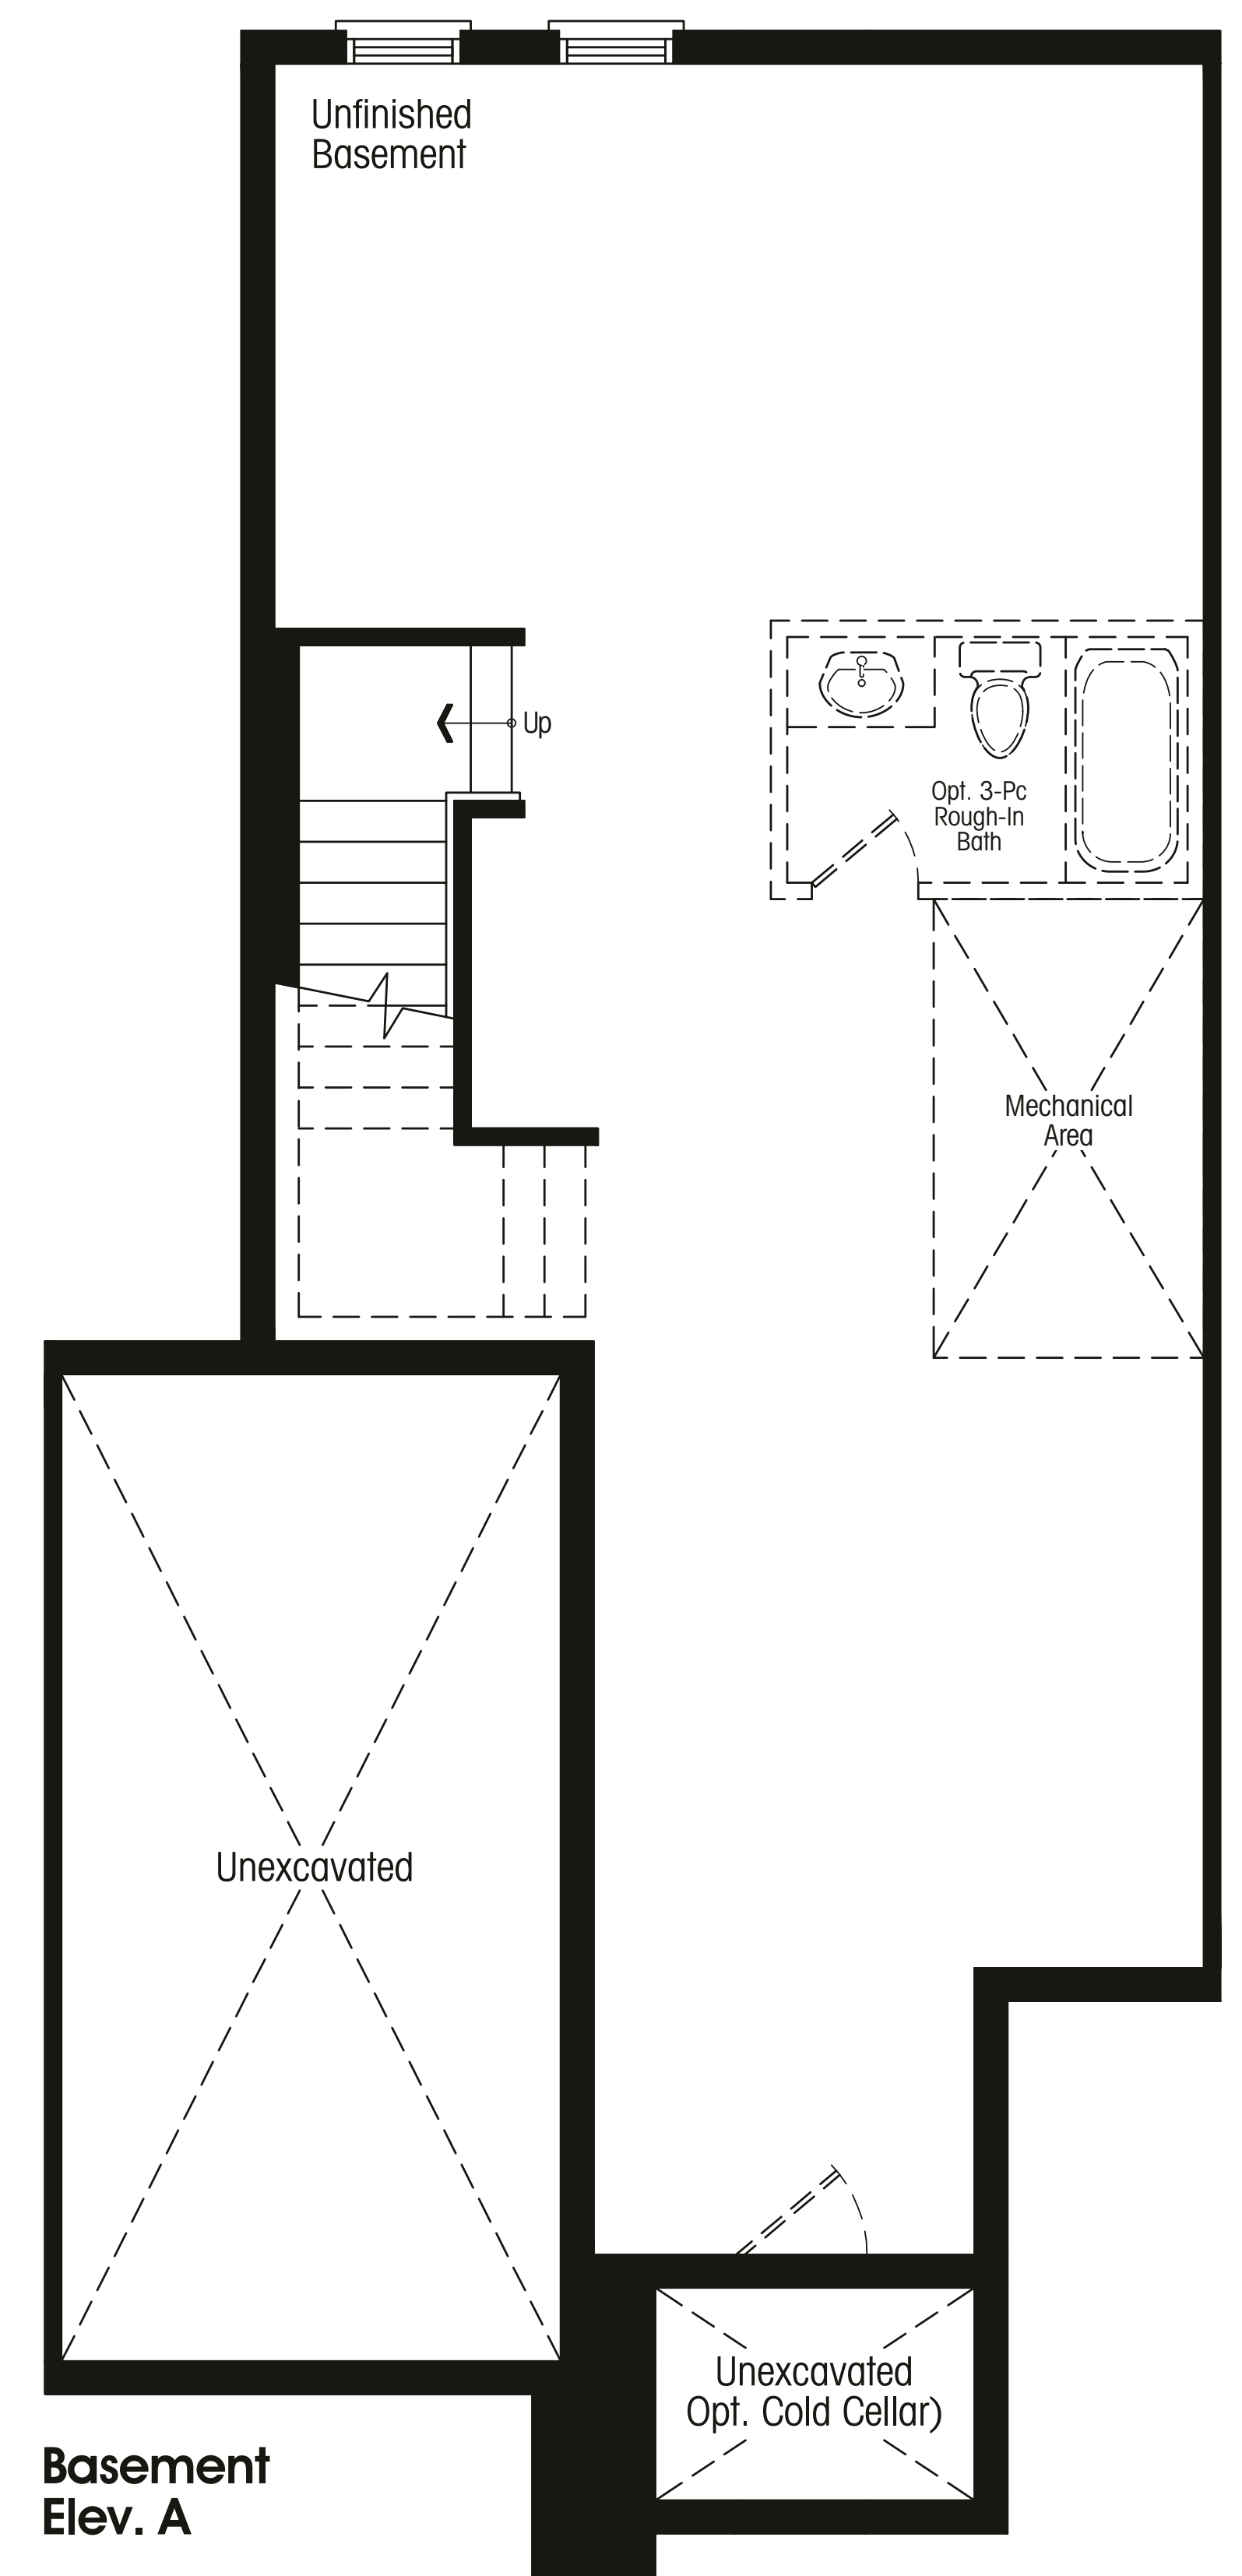 Unfinished
Basement
Up
Opt. 3-Pc
Rough-In
Bath
Mechanical
Area
Unexcavated
Unexcavated
Opt. Cold Cellar)
Basement
Elev. A